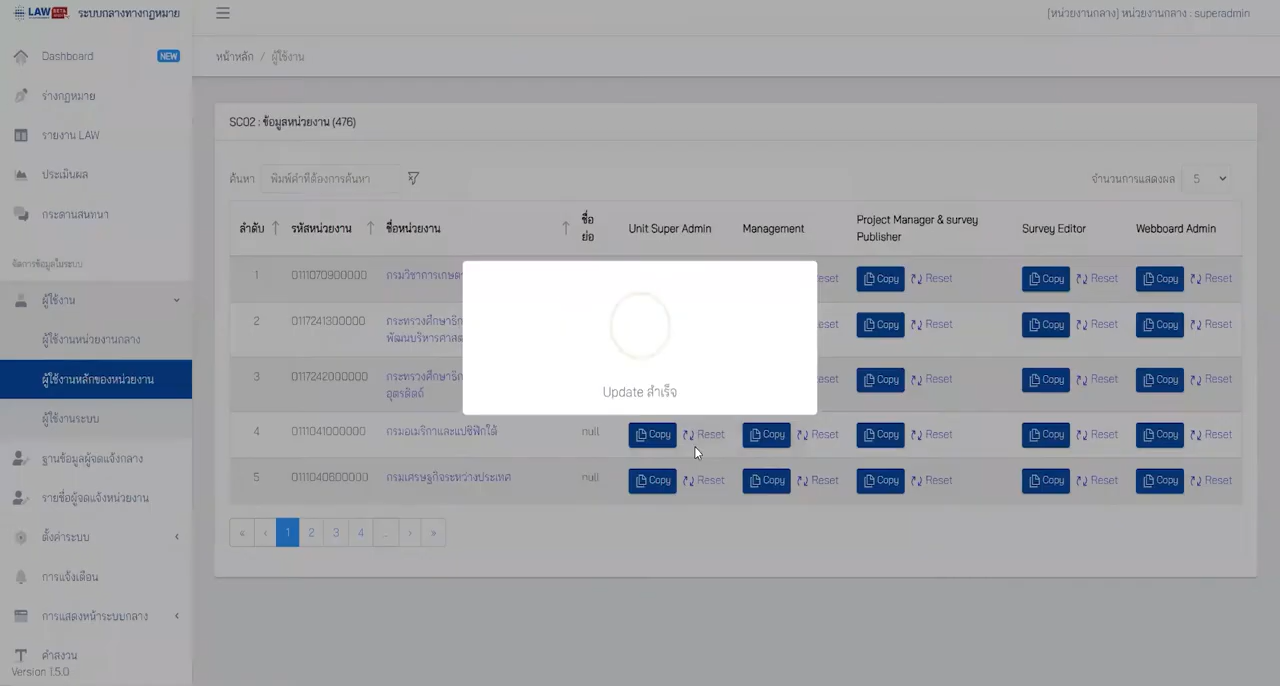 LAW BETA ระบบกลางทางกฎหมาย
[หน่วยงานกลาง] หน่วยงานกลาง : superadmin
Dashboard NEW
ร่างกฎหมาย
รายงาน LAW
ประเมินผล
กระดานสนทนา
จัดการข้อมูลในระบบ
ผู้ใช้งาน
ผู้ใช้งานหน่วยงานกลาง
ผู้ใช้งานหลักของหน่วยงาน
ผู้ใช้งานระบบ
ฐานข้อมูลผู้จดแจ้งกลาง
รายชื่อผู้จดแจ้งหน่วยงาน
ตั้งค่าระบบ
การแจ้งเตือน
การแสดงหน้าระบบกลาง
คำสงวน
Version 1.5.0
หน้าหลัก / ผู้ใช้งาน
SC02 : ข้อมูลหน่วยงาน (476)
ค้นหา พิมพ์คำที่ต้องการค้นหา
จำนวนการแสดงผล 5
ลำดับ รหัสหน่วยงาน ชื่อหน่วยงาน ชื่อย่อ Unit Super Admin Management Project Manager & survey Publisher Survey Editor Webboard Admin
1 0111070900000 กรมวิชาการเกษตร eset Copy Reset Copy Reset Copy Reset
2 0117241300000 กระทรวงศึกษาธิก eset Copy Reset Copy Reset Copy Reset
พัฒนบริหารศาสต
3 0117242000000 กระทรวงศึกษาธิก eset Copy Reset Copy Reset Copy Reset
อุตรดิตถ์
4 0111041000000 กรมอเมริกาและแปซิฟิกใต้ null Copy Reset Copy Reset Copy Reset Copy Reset Copy Reset
5 0111040600000 กรมเศรษฐกิจระหว่างประเทศ null Copy Reset Copy Reset Copy Reset Copy Reset Copy Reset
« ‹ 1 2 3 4 ... › »
Update สำเร็จ